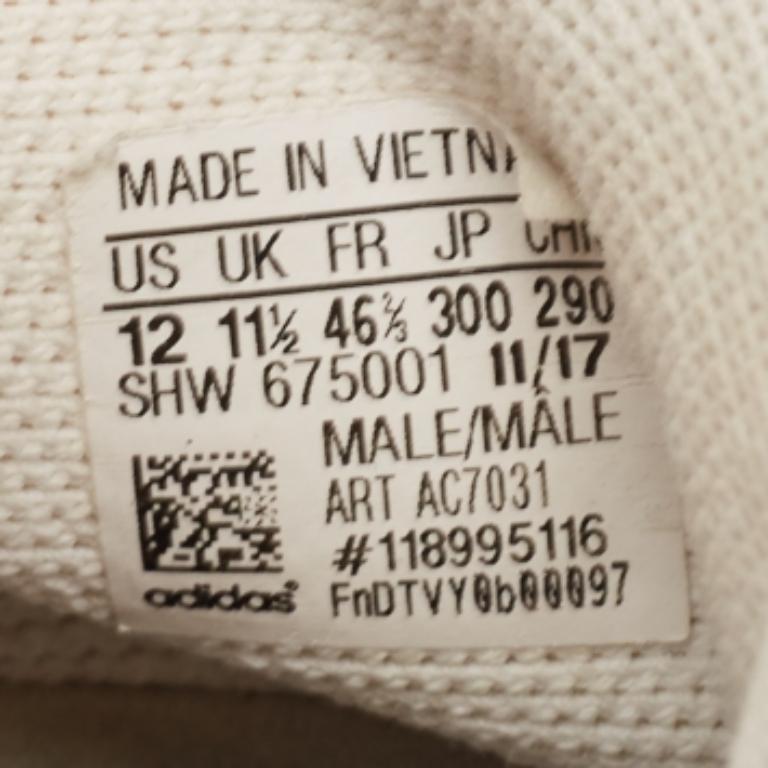 MADE IN VIETN
US UK FR JP CHN
12 11½ 46⅔ 300 290
SHW 675001 11/17
MALE/MÂLE
ART AC7031
#118995116
FnDTVY0b00097
adidas